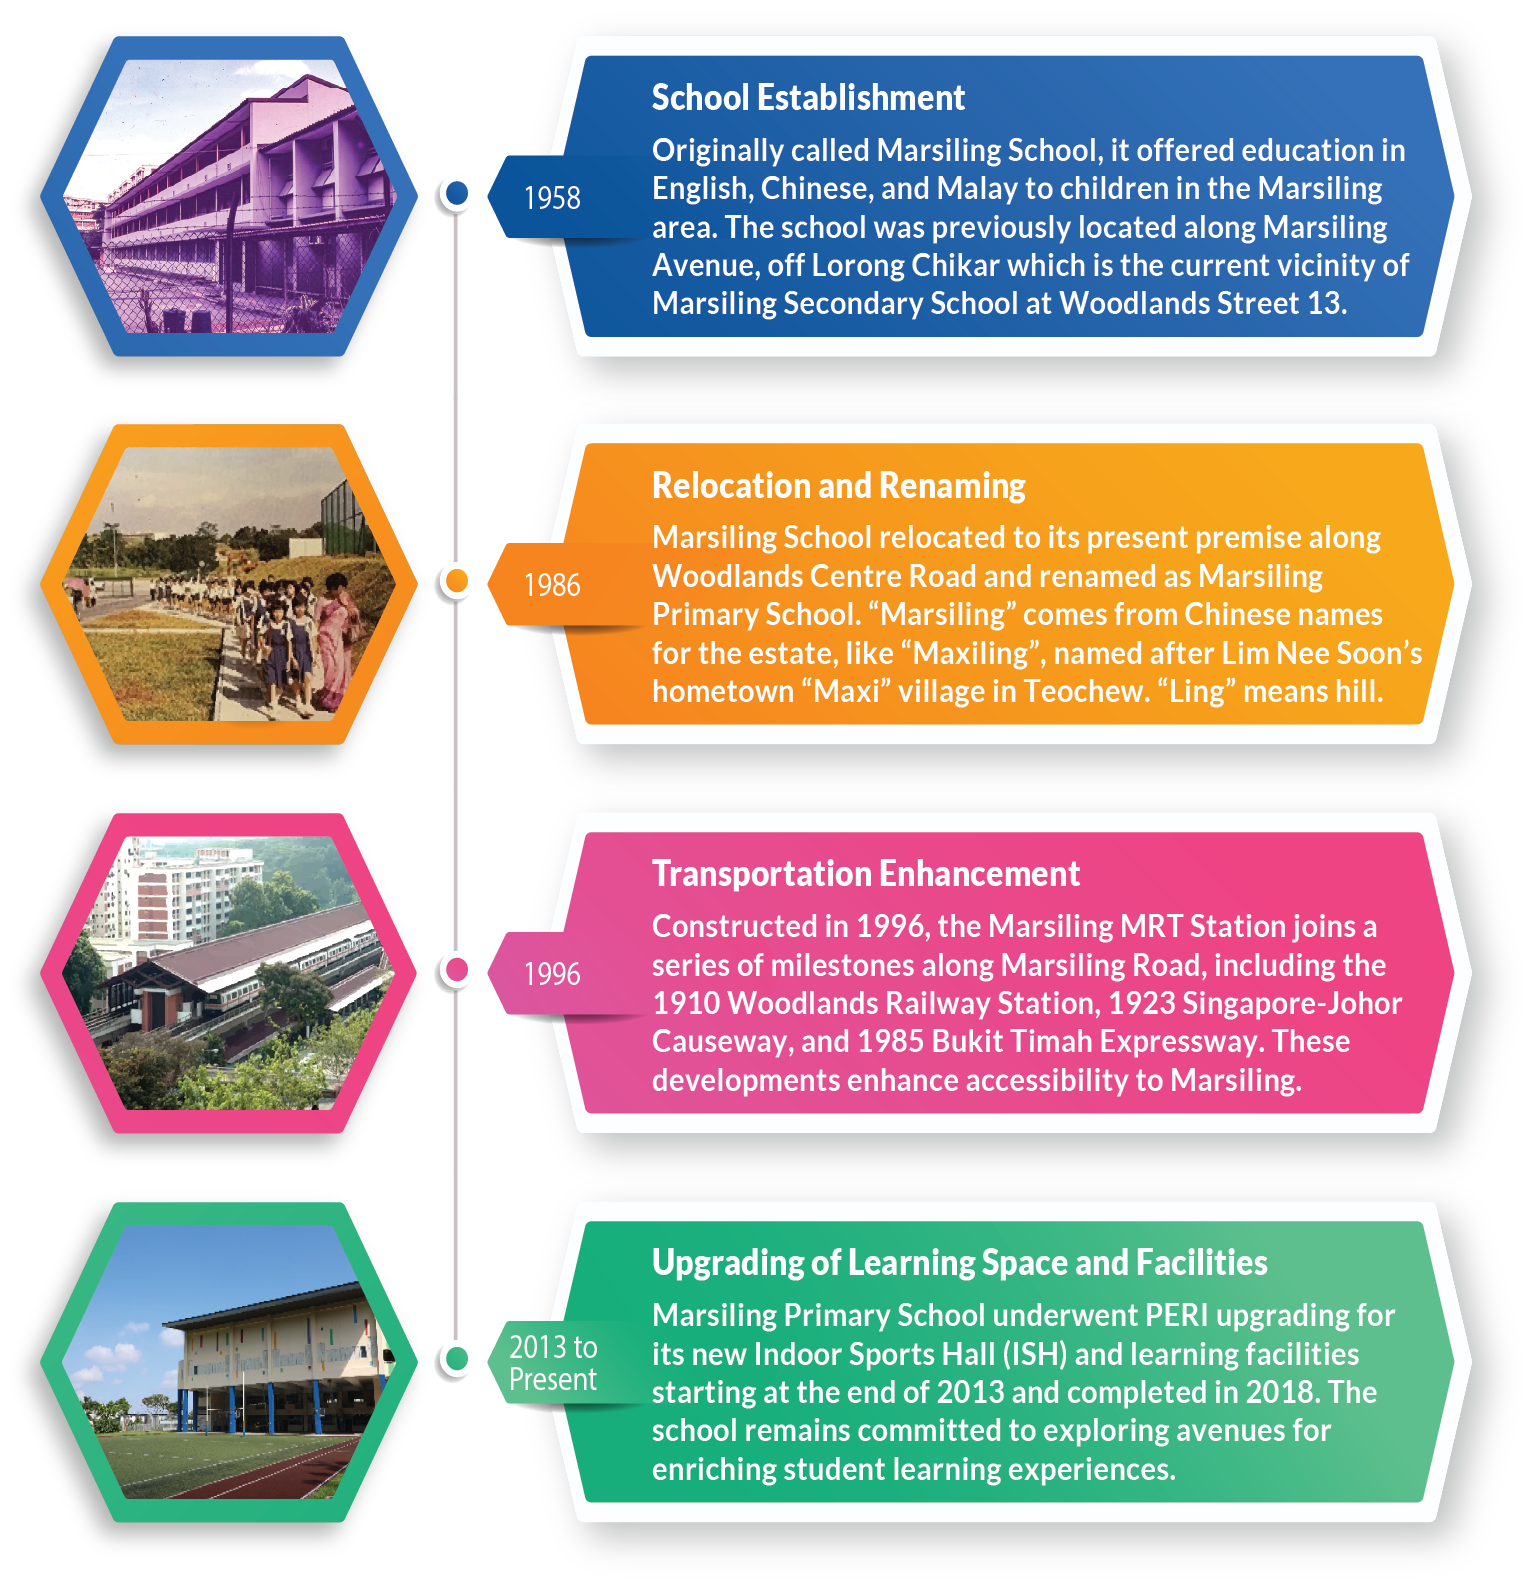 School Establishment
1958
Originally called Marsiling School, it offered education in
English, Chinese, and Malay to children in the Marsiling
area. The school was previously located along Marsiling
Avenue, off Lorong Chikar which is the current vicinity of
Marsiling Secondary School at Woodlands Street 13.
Relocation and Renaming
1986
Marsiling School relocated to its present premise along
Woodlands Centre Road and renamed as Marsiling
Primary School. “Marsiling” comes from Chinese names
for the estate, like “Maxiling”, named after Lim Nee Soon’s
hometown “Maxi” village in Teochew. “Ling” means hill.
Transportation Enhancement
1996
Constructed in 1996, the Marsiling MRT Station joins a
series of milestones along Marsiling Road, including the
1910 Woodlands Railway Station, 1923 Singapore-Johor
Causeway, and 1985 Bukit Timah Expressway. These
developments enhance accessibility to Marsiling.
Upgrading of Learning Space and Facilities
2013 to
Present
Marsiling Primary School underwent PERI upgrading for
its new Indoor Sports Hall (ISH) and learning facilities
starting at the end of 2013 and completed in 2018. The
school remains committed to exploring avenues for
enriching student learning experiences.